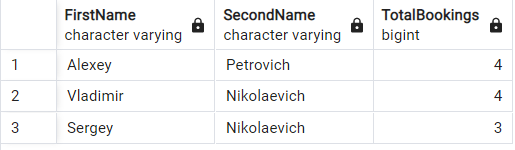 FirstName SecondName TotalBookings
character varying character varying bigint
1 Alexey Petrovich 4
2 Vladimir Nikolaevich 4
3 Sergey Nikolaevich 3